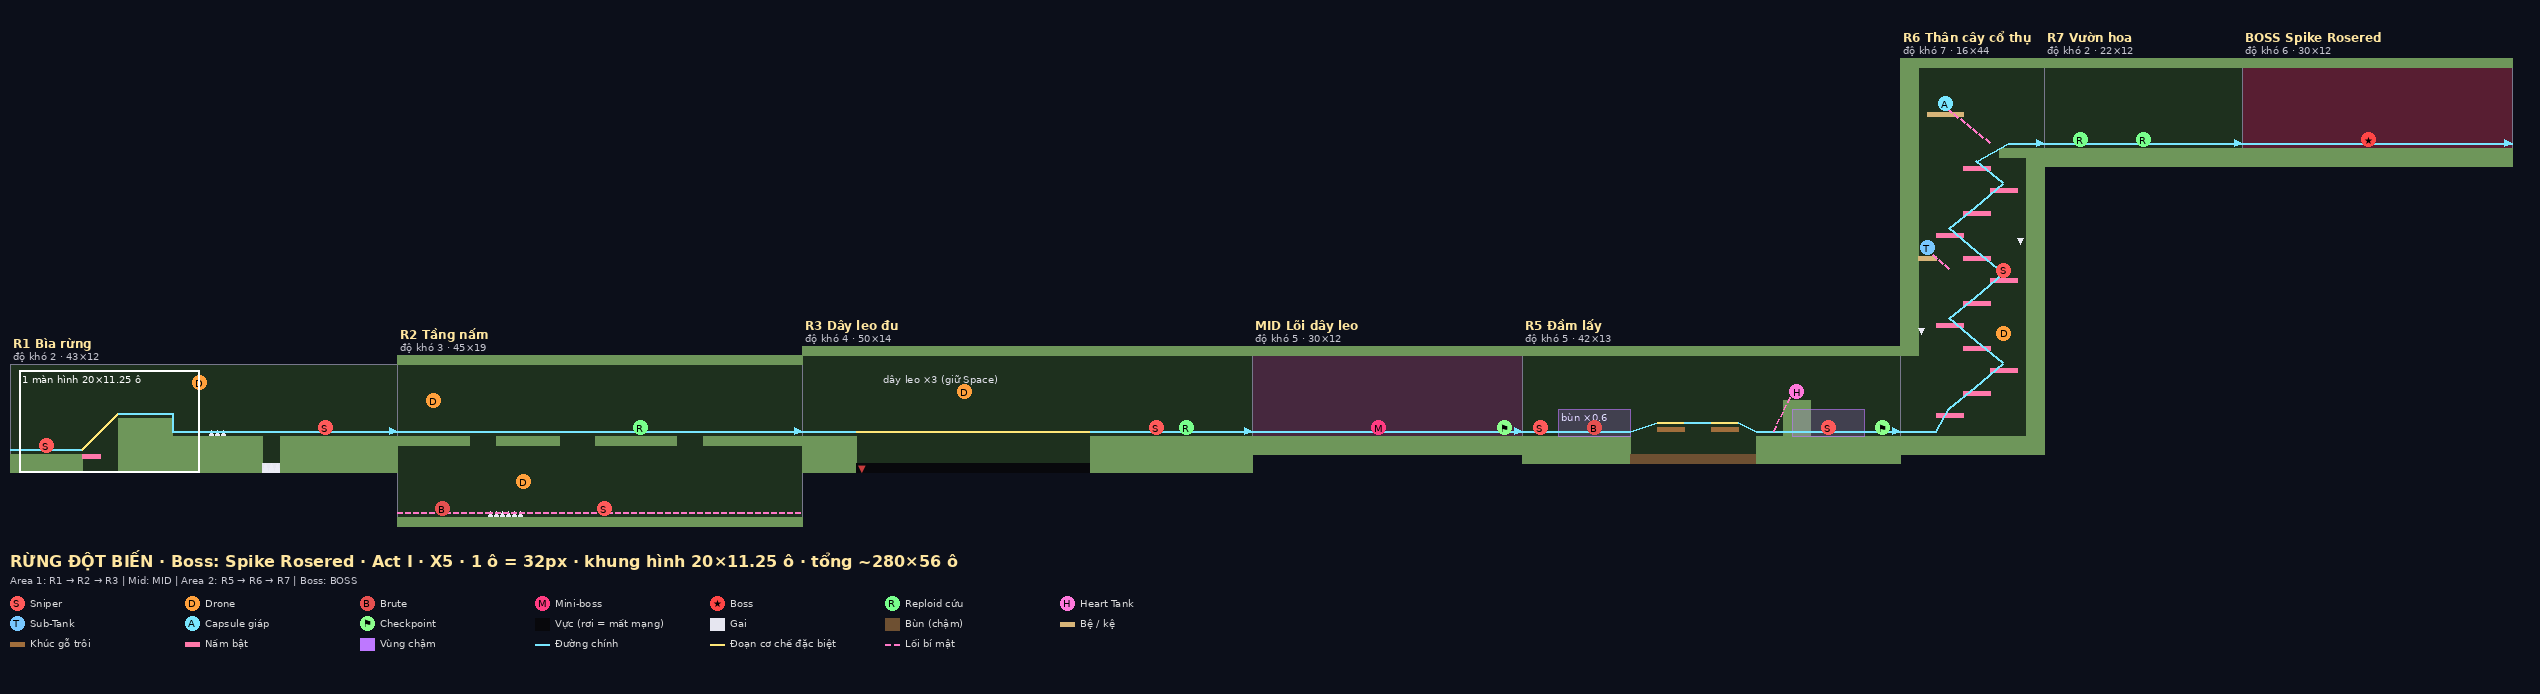 R6 Thân cây cổ thụ
độ khó 7 · 16×44
R7 Vườn hoa
độ khó 2 · 22×12
BOSS Spike Rosered
độ khó 6 · 30×12
A
R
R
★
T
S
D
R1 Bìa rừng
độ khó 2 · 43×12
R2 Tầng nấm
độ khó 3 · 45×19
R3 Dây leo đu
độ khó 4 · 50×14
MID Lõi dây leo
độ khó 5 · 30×12
R5 Đầm lầy
độ khó 5 · 42×13
1 màn hình 20×11.25 ô
D
dây leo ×3 (giữ Space)
D
D
H
bùn ×0.6
S
S
R
S
R
M
S
B
S
D
B
S
RỪNG ĐỘT BIẾN · Boss: Spike Rosered · Act I · X5 · 1 ô = 32px · khung hình 20×11.25 ô · tổng ~280×56 ô
Area 1: R1 → R2 → R3 | Mid: MID | Area 2: R5 → R6 → R7 | Boss: BOSS
S Sniper
D Drone
B Brute
M Mini-boss
★ Boss
R Reploid cứu
H Heart Tank
T Sub-Tank
A Capsule giáp
Checkpoint
Vực (rơi = mất mạng)
Gai
Bùn (chậm)
Bệ / kệ
Khúc gỗ trôi
Nấm bật
Vùng chậm
Đường chính
Đoạn cơ chế đặc biệt
Lối bí mật